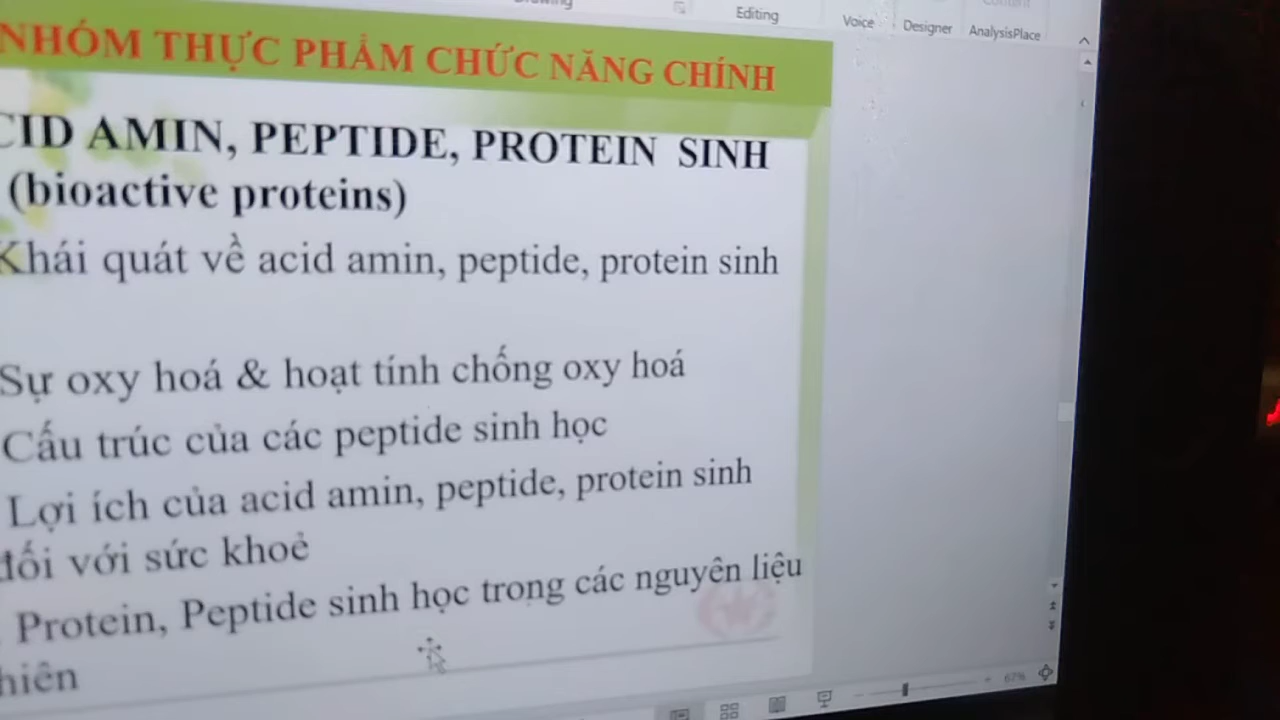 Editing
Voice
Designer
AnalysisPlace
NHÓM THỰC PHẨM CHỨC NĂNG CHÍNH
CID AMIN, PEPTIDE, PROTEIN SINH
(bioactive proteins)
Khái quát về acid amin, peptide, protein sinh
Sự oxy hoá & hoạt tính chống oxy hoá
Cấu trúc của các peptide sinh học
Lợi ích của acid amin, peptide, protein sinh
đối với sức khoẻ
Protein, Peptide sinh học trong các nguyên liệu
hiên
67%